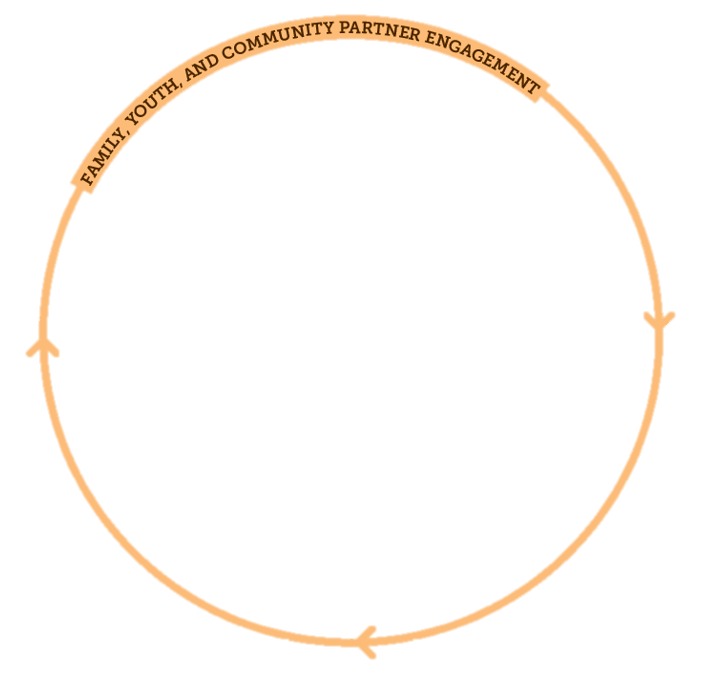 FAMILY, YOUTH, AND COMMUNITY PARTNER ENGAGEMENT